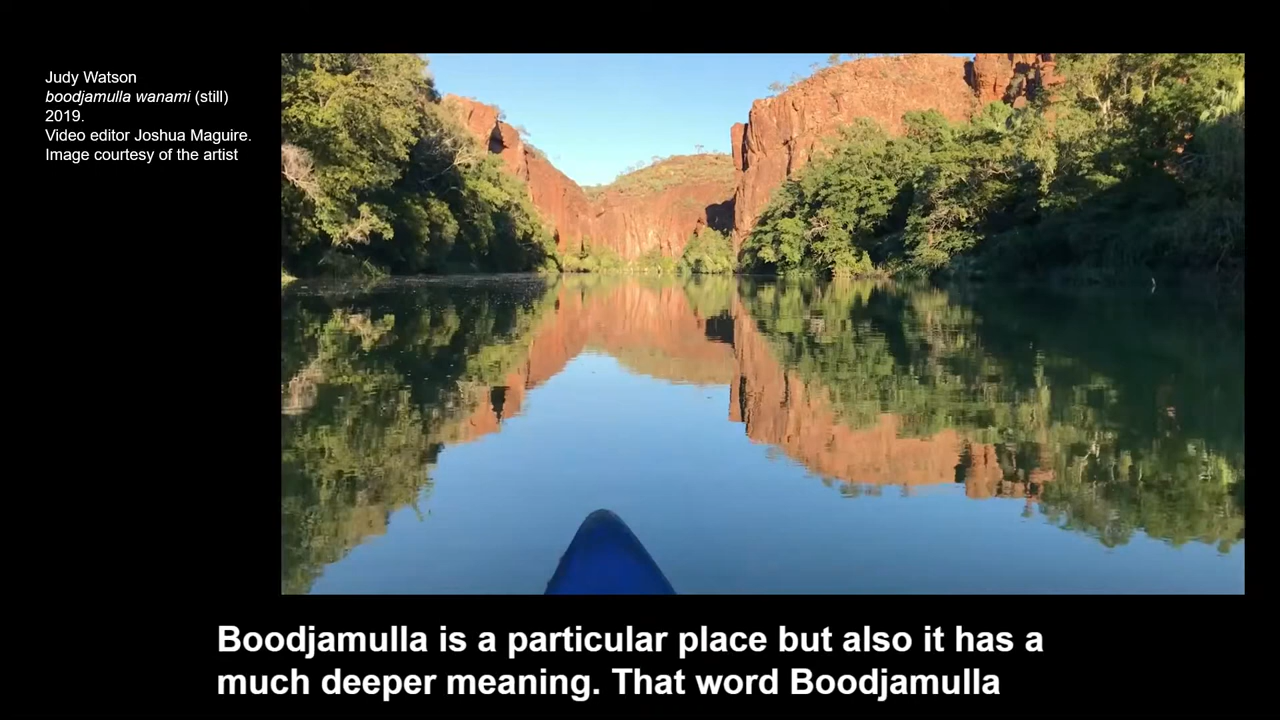 Judy Watson
boodjamulla wanami (still)
2019.
Video editor Joshua Maguire.
Image courtesy of the artist
Boodjamulla is a particular place but also it has a
much deeper meaning. That word Boodjamulla